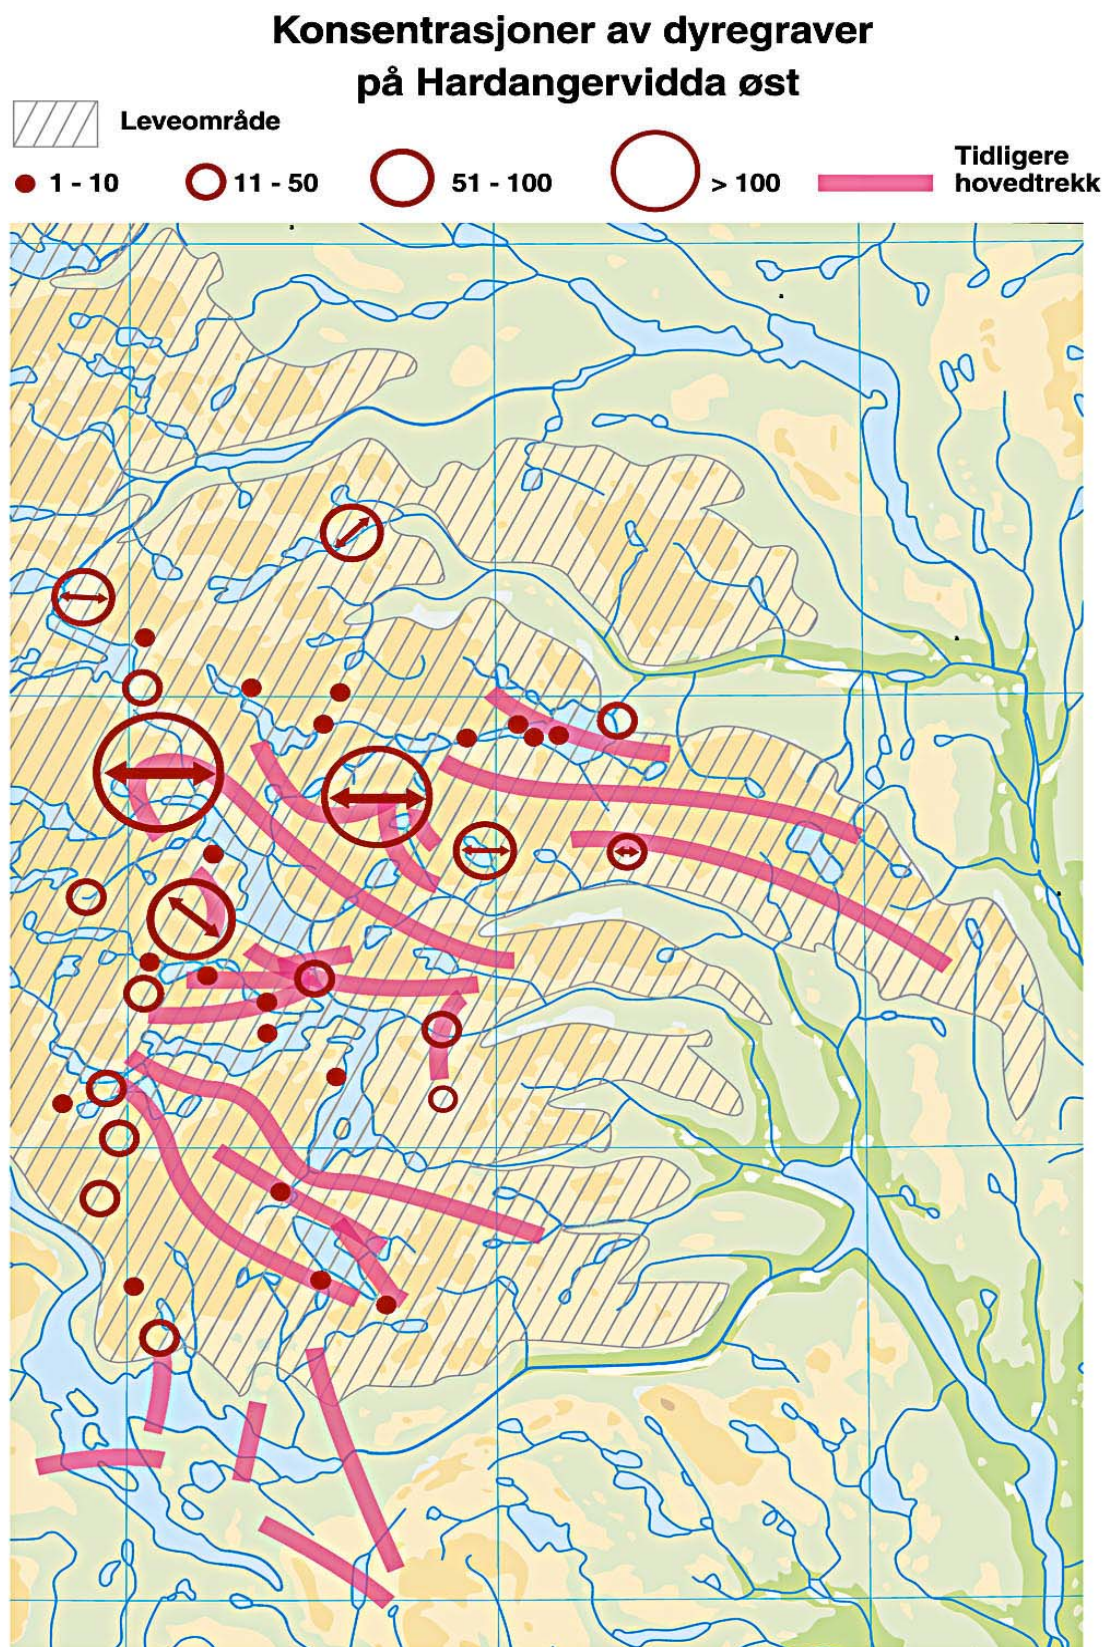 Konsentrasjoner av dyregraver
på Hardangervidda øst
Leveområde
1 - 10
11 - 50
51 - 100
> 100
Tidligere
hovedtrekk